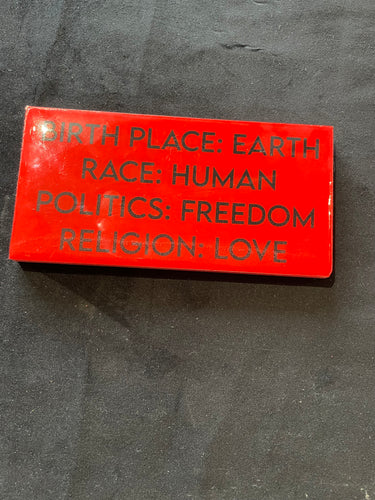 BIRTH PLACE: EARTH
RACE: HUMAN
POLITICS: FREEDOM
RELIGION: LOVE